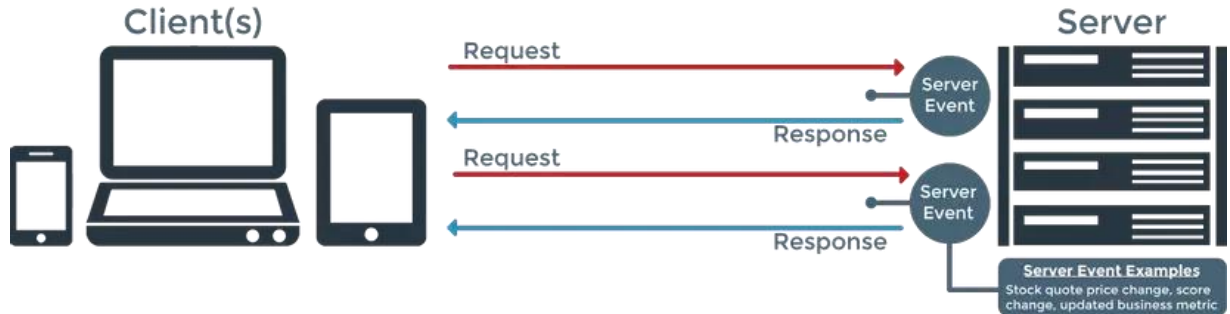 Client(s)
Server
Request
Server
Event
Response
Request
Server
Event
Response
Server Event Examples
Stock quote price change, score
change, updated business metric